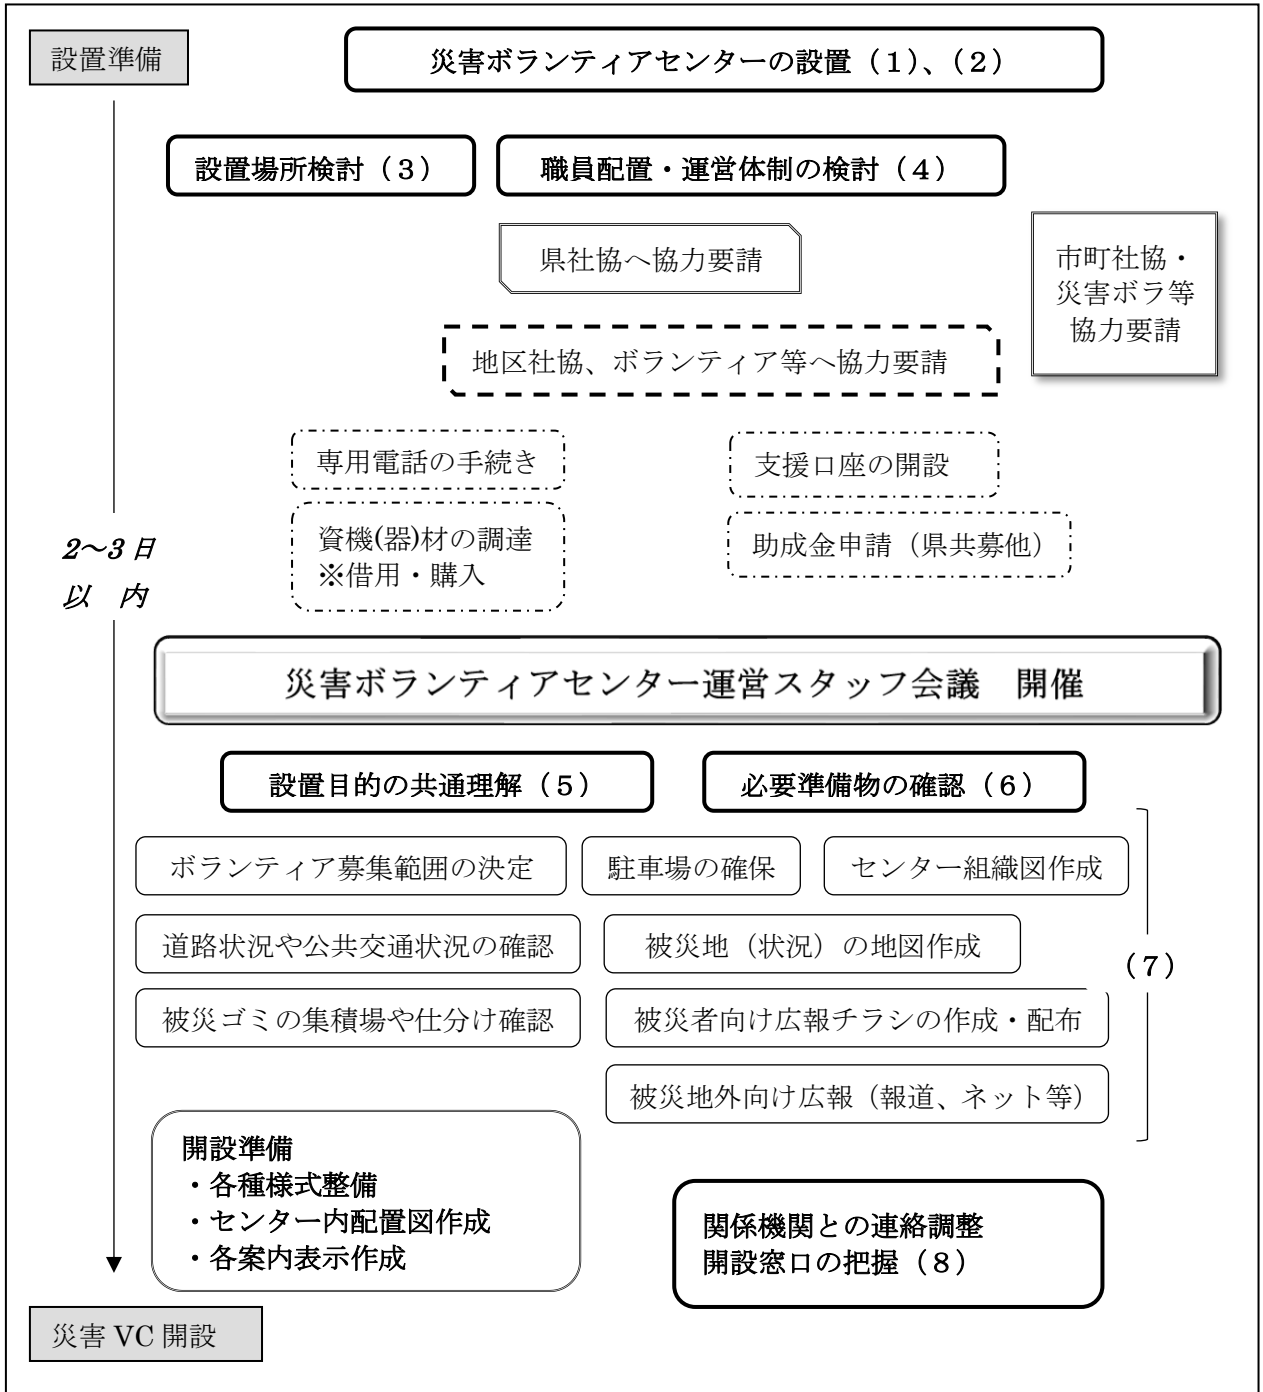 設置準備
災害ボランティアセンターの設置（１）、（２）
設置場所検討（３）
職員配置・運営体制の検討（４）
県社協へ協力要請
市町社協・
災害ボラ等
協力要請
地区社協、ボランティア等へ協力要請
専用電話の手続き
支援口座の開設
資機(器)材の調達
※借用・購入
助成金申請（県共募他）
2～3 日
以　内
災害ボランティアセンター運営スタッフ会議　開催
設置目的の共通理解（５）
必要準備物の確認（６）
ボランティア募集範囲の決定
駐車場の確保
センター組織図作成
道路状況や公共交通状況の確認
被災地（状況）の地図作成
（７）
被災ゴミの集積場や仕分け確認
被災者向け広報チラシの作成・配布
被災地外向け広報（報道、ネット等）
開設準備
・各種様式整備
・センター内配置図作成
・各案内表示作成
関係機関との連絡調整
開設窓口の把握（８）
災害 VC 開設